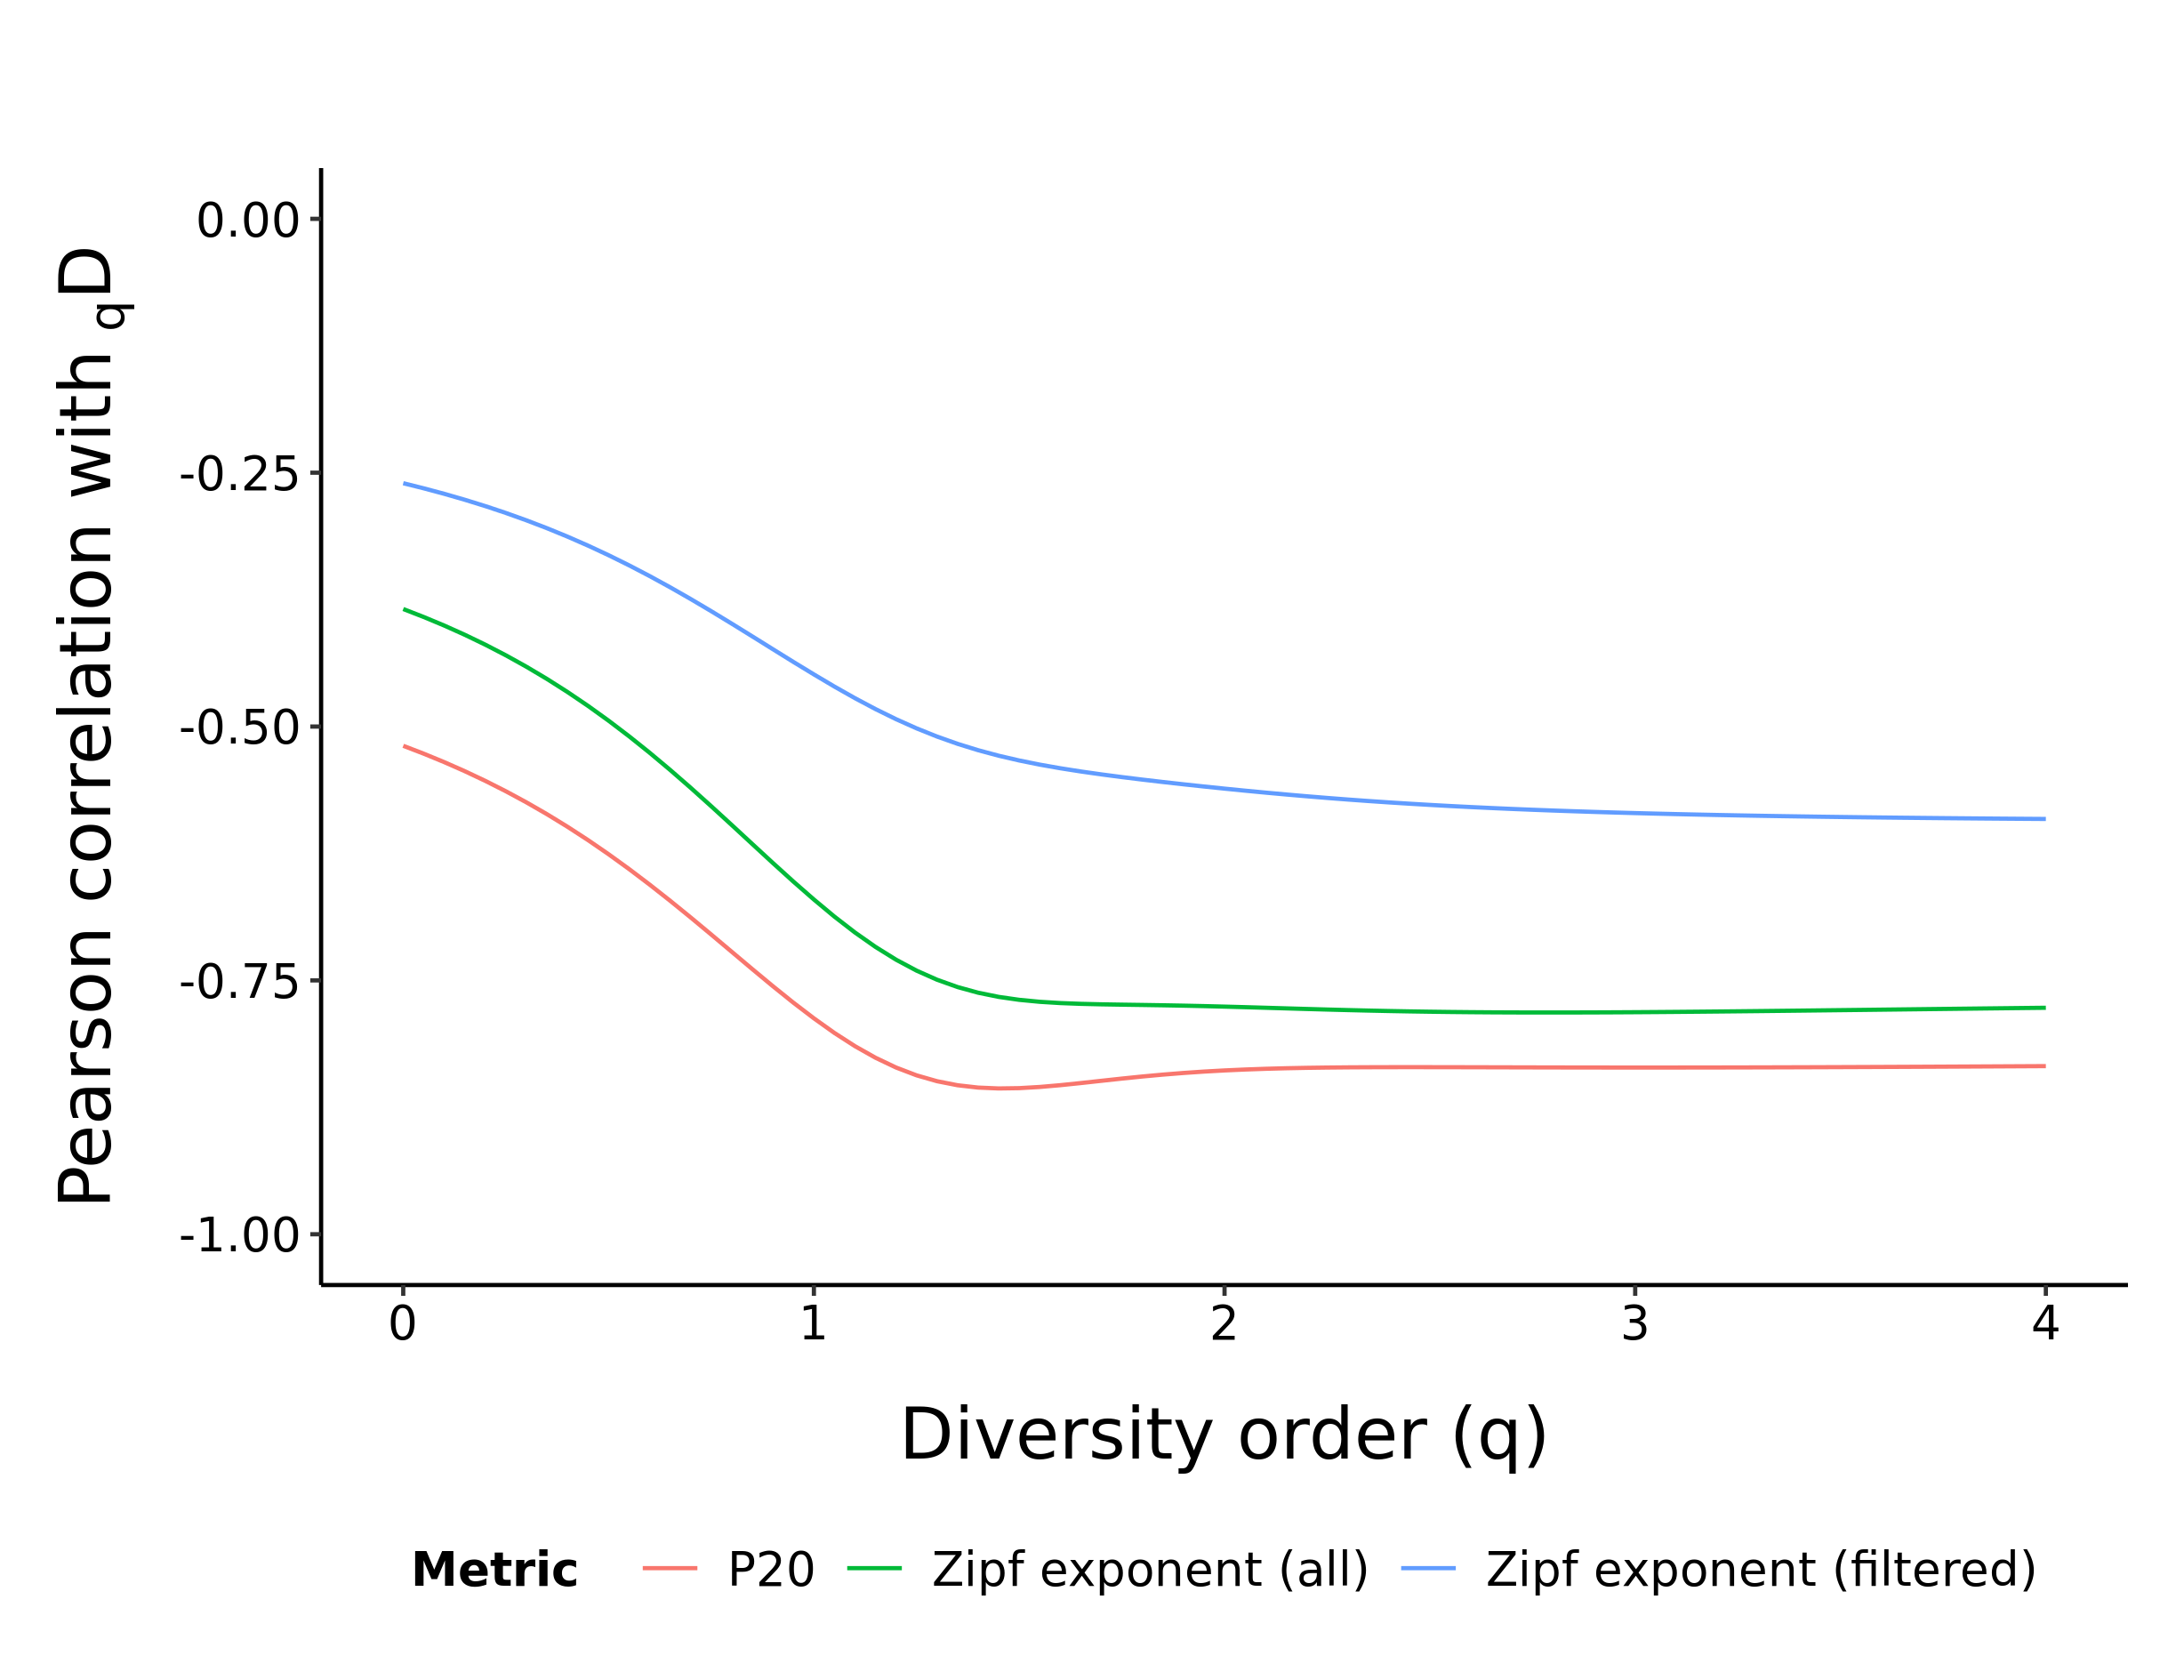 Pearson correlation with qD
0.00
-0.25
-0.50
-0.75
-1.00
0 1 2 3 4
Diversity order (q)
Metric P20 Zipf exponent (all) Zipf exponent (filtered)